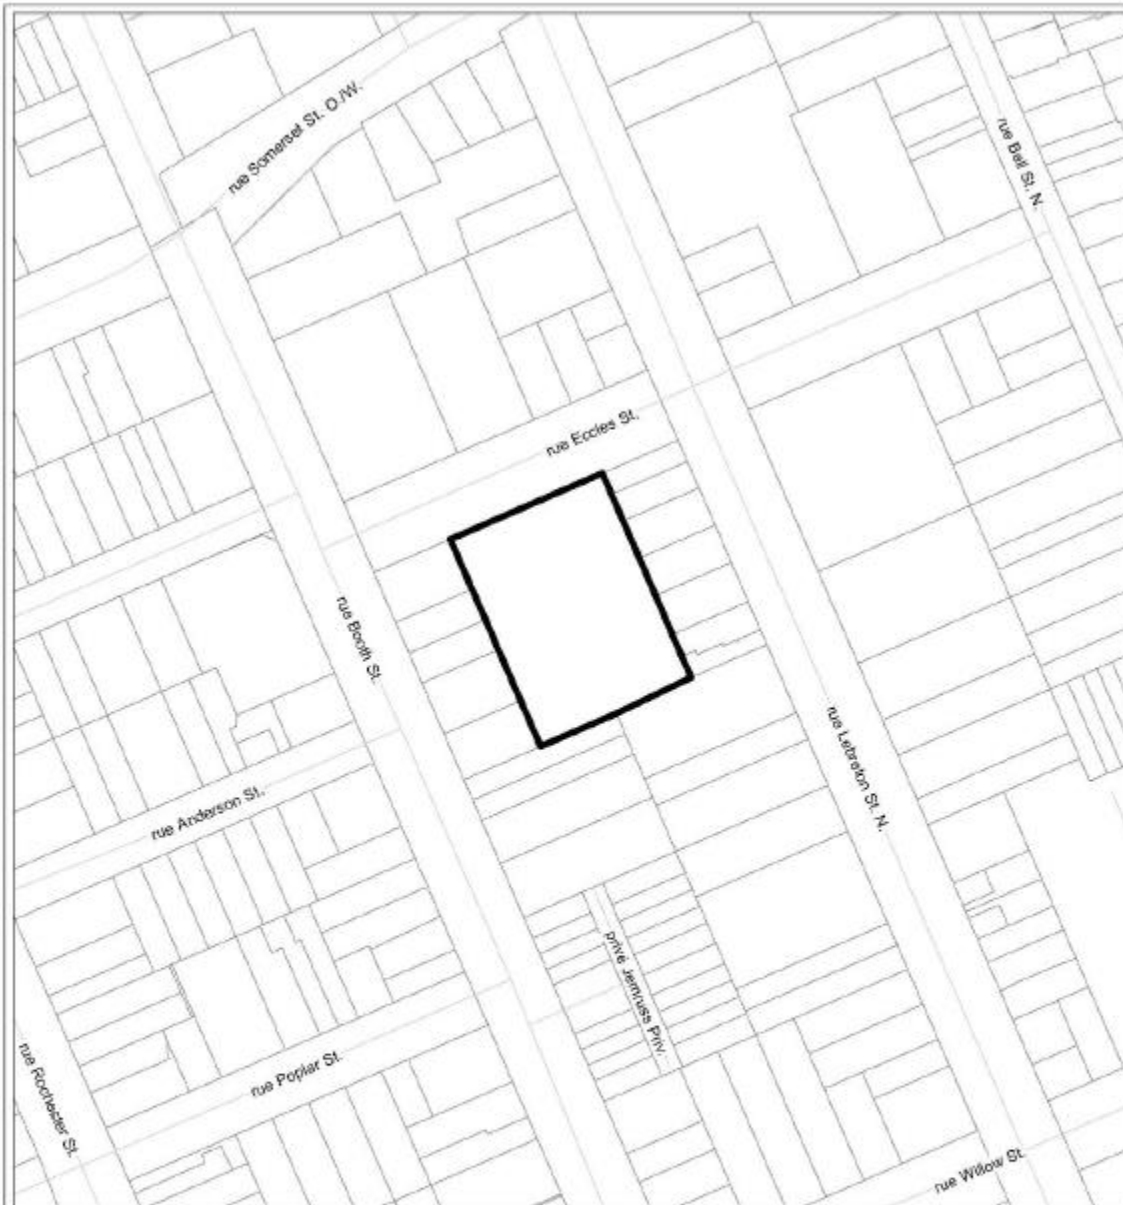 rue Somerset St. O./W.
rue Bell St. N.
rue Eccles St.
rue Booth St.
rue Lebreton St. N.
rue Anderson St.
privé Jemruss Priv.
rue Poplar St.
rue Rochester St.
rue Willow St.